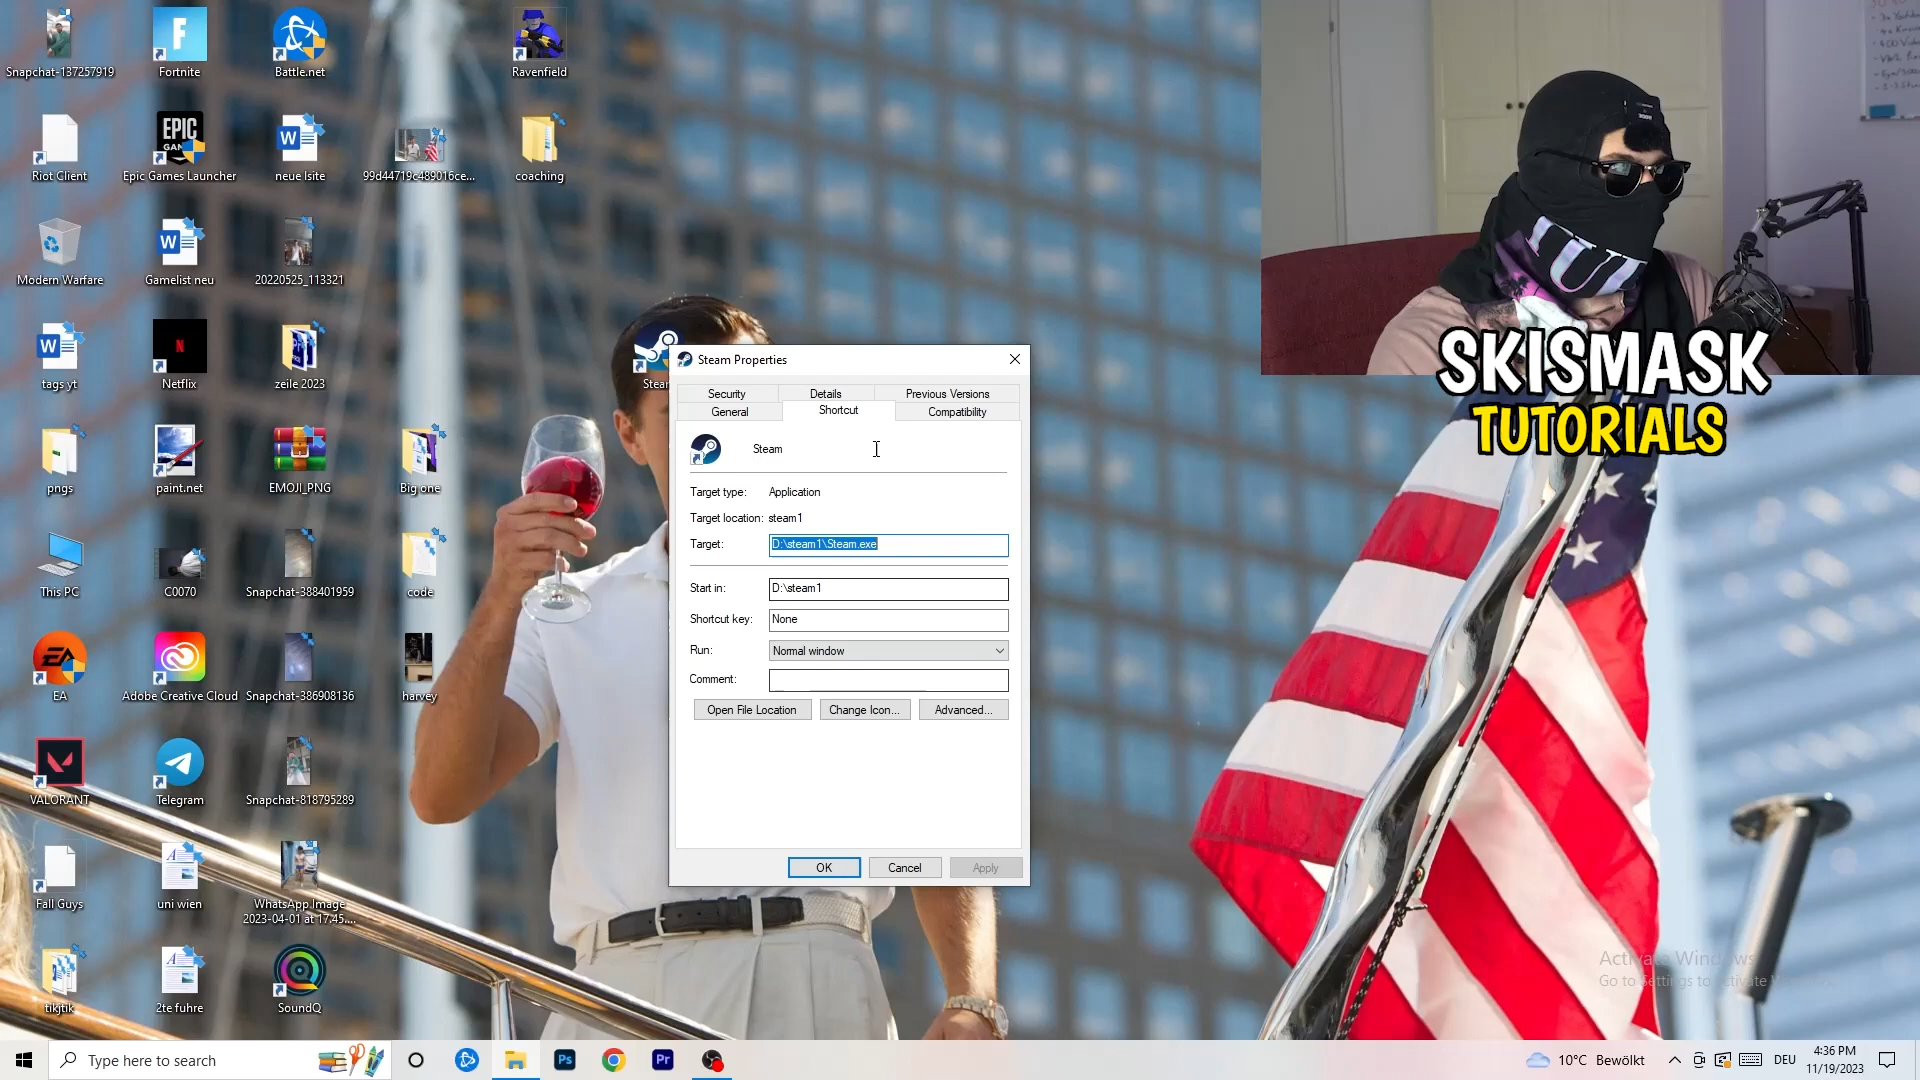 Snapchat-137257919
Fortnite
Battle.net
Ravenfield
Riot Client
EPIC
Epic Games Launcher
neue lsite
99d44719c489016ce...
coaching
Modern Warfare
Gamelist neu
20220525_113321
tags yt
N
Netflix
zeile 2023
pngs
paint.net
EMOJI_PNG
Big one
This PC
C0070
Snapchat-388401959
code
EA
EA
Adobe Creative Cloud
Snapchat-386908136
harvey
VALORANT
Telegram
Snapchat-818795289
Fall Guys
uni wien
WhatsApp Image
2023-04-01 at 17.45....
tikjtik
2te fuhre
SoundQ
Steam Properties
Security
Details
Previous Versions
General
Shortcut
Compatibility
Steam
Target type: Application
Target location: steam1
Target: D:\steam1\Steam.exe
Start in: D:\steam1
Shortcut key: None
Run: Normal window
Comment:
Open File Location
Change Icon...
Advanced...
OK
Cancel
Apply
SKISMASK
TUTORIALS
Type here to search
Ps
Pr
10°C Bewölkt
DEU
4:36 PM
11/19/2023